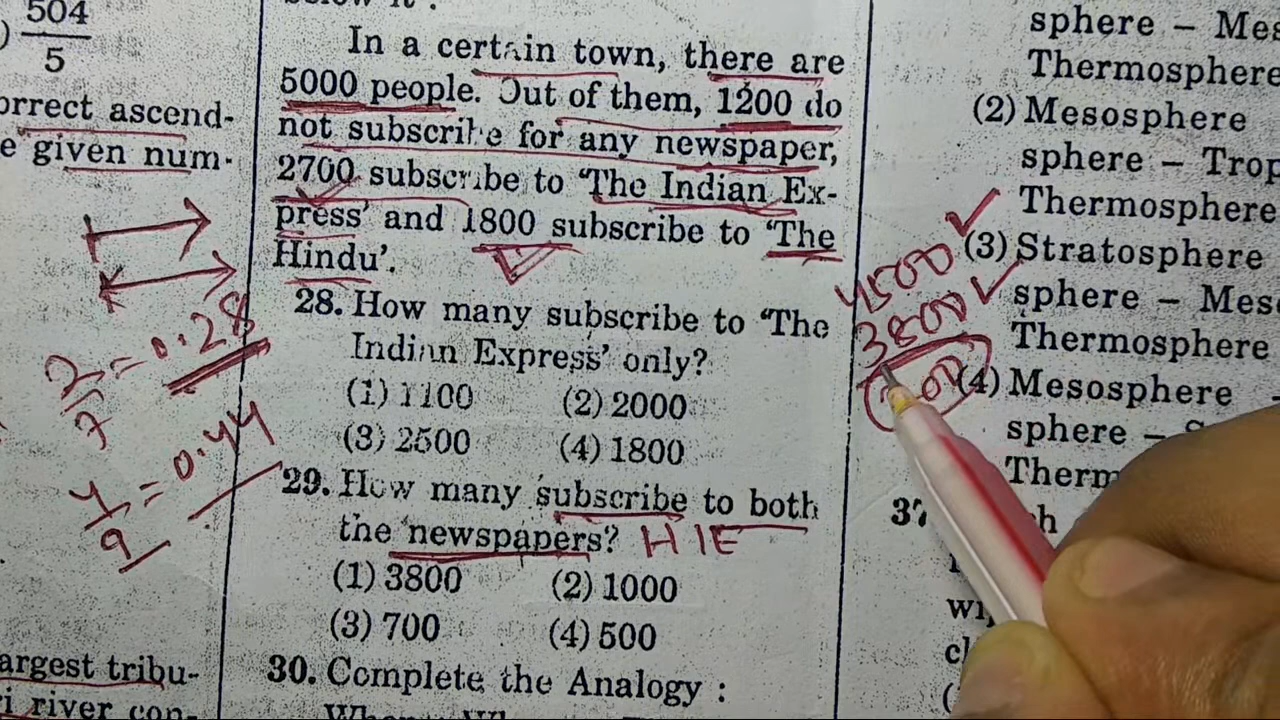 504
5
orrect ascend-
e given num-
2/7 = 0.28
4/9 = 0.44
argest tribu-
ri river con-
below it :
In a certain town, there are
5000 people. Out of them, 1200 do
not subscribe for any newspaper,
2700 subscribe to 'The Indian Ex-
press' and 1800 subscribe to 'The
Hindu'.
28. How many subscribe to 'The
Indian Express' only?
(1) 1100 (2) 2000
(3) 2500 (4) 1800
29. How many subscribe to both
the newspapers? H IE
(1) 3800 (2) 1000
(3) 700 (4) 500
30. Complete the Analogy :
4500
3800
sphere – Mes
Thermosphere
(2) Mesosphere
sphere – Trop
Thermosphere
(3) Stratosphere
sphere – Mes
Thermosphere
(4) Mesosphere
sphere –
Therm
37